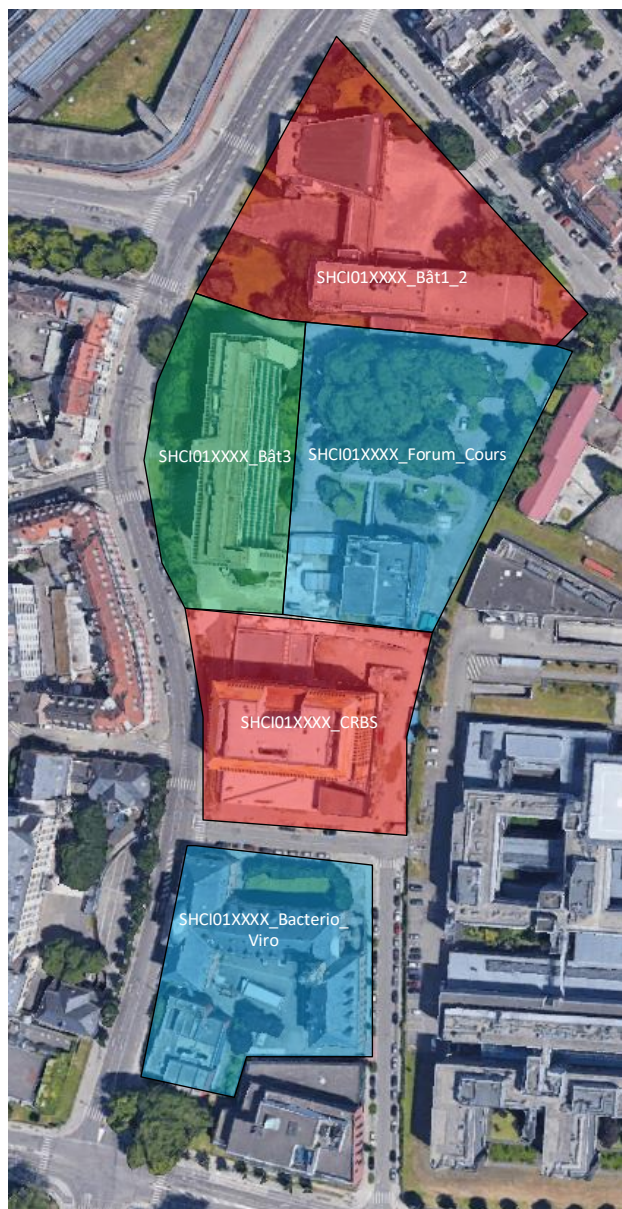 SHCI01XXXX_Bât1_2
SHCI01XXXX_Bât3
SHCI01XXXX_Forum_Cours
SHCI01XXXX_CRBS
SHCI01XXXX_Bacterio_
Viro